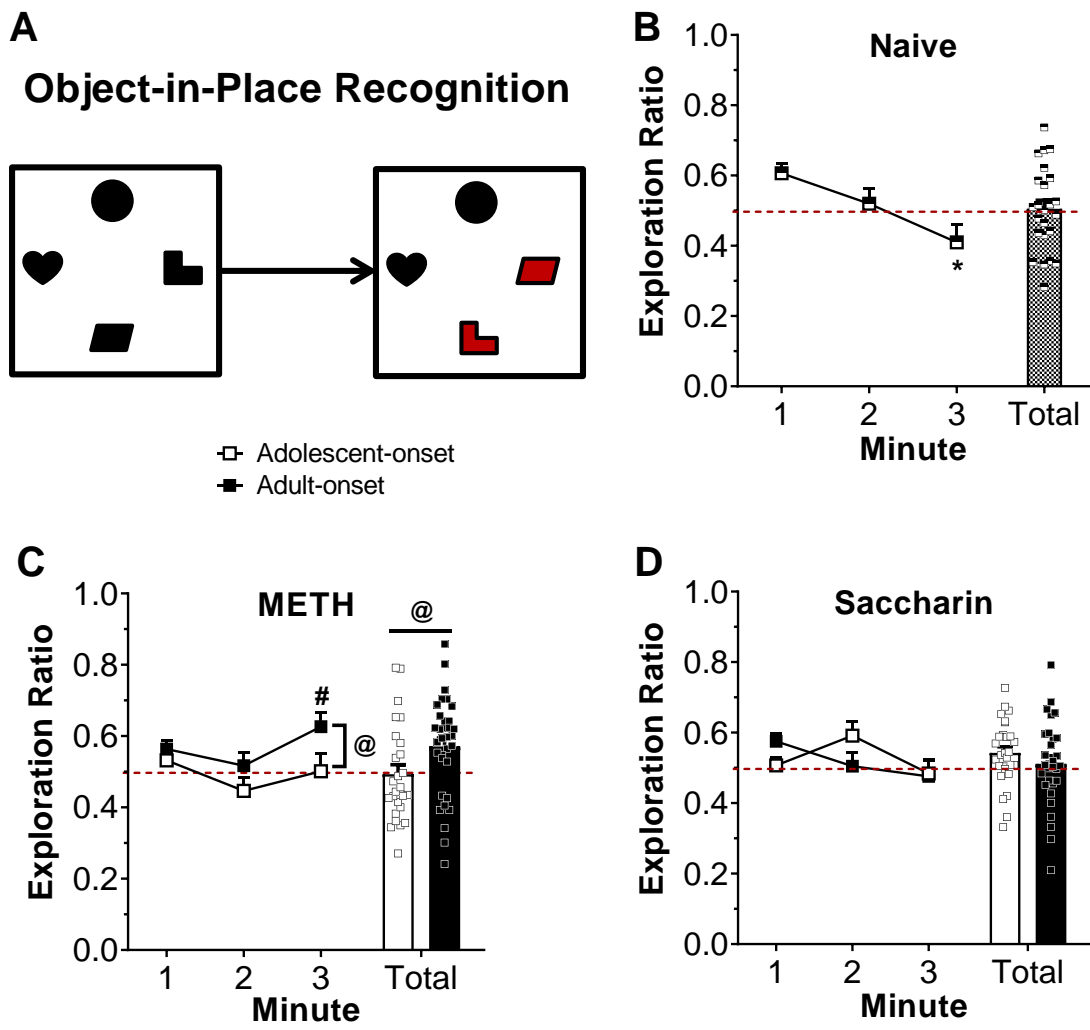 A
Object-in-Place Recognition
Adolescent-onset
Adult-onset
B
Naive
Exploration Ratio
1.0
0.8
0.6
0.4
0.2
0.0
*
1 2 3 Total
Minute
C
METH
Exploration Ratio
1.0
0.8
0.6
0.4
0.2
0.0
@
#
@
1 2 3 Total
Minute
D
Saccharin
Exploration Ratio
1.0
0.8
0.6
0.4
0.2
0.0
1 2 3 Total
Minute